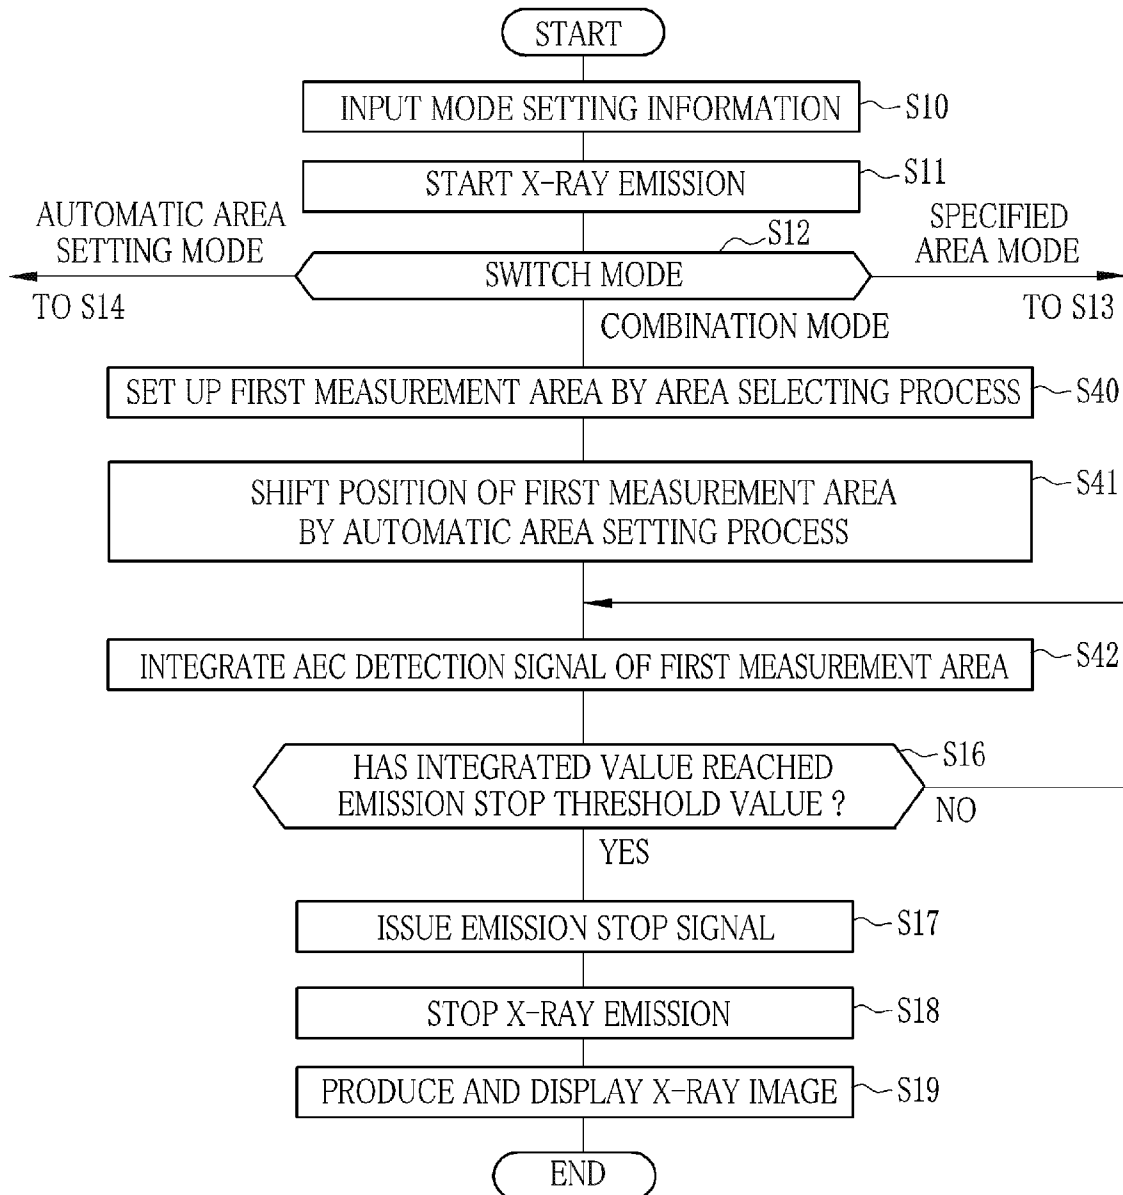 START
INPUT MODE SETTING INFORMATION
S10
START X-RAY EMISSION
S11
AUTOMATIC AREA
SETTING MODE
S12
SPECIFIED
AREA MODE
SWITCH MODE
TO S14
TO S13
COMBINATION MODE
SET UP FIRST MEASUREMENT AREA BY AREA SELECTING PROCESS
S40
SHIFT POSITION OF FIRST MEASUREMENT AREA
BY AUTOMATIC AREA SETTING PROCESS
S41
INTEGRATE AEC DETECTION SIGNAL OF FIRST MEASUREMENT AREA
S42
HAS INTEGRATED VALUE REACHED
EMISSION STOP THRESHOLD VALUE ?
S16
NO
YES
ISSUE EMISSION STOP SIGNAL
S17
STOP X-RAY EMISSION
S18
PRODUCE AND DISPLAY X-RAY IMAGE
S19
END